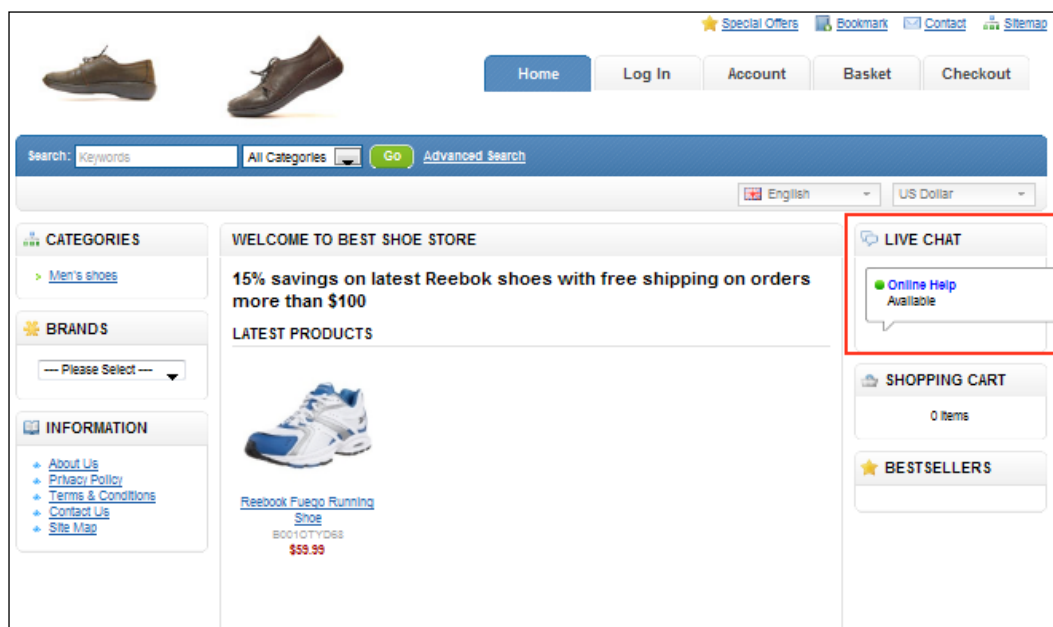 Special Offers Bookmark Contact Sitemap
Home Log In Account Basket Checkout
Search: Keywords All Categories Go Advanced Search
English US Dollar
CATEGORIES
Men's shoes
BRANDS
--- Please Select ---
INFORMATION
About Us
Privacy Policy
Terms & Conditions
Contact Us
Site Map
WELCOME TO BEST SHOE STORE
15% savings on latest Reebok shoes with free shipping on orders
more than $100
LATEST PRODUCTS
Reebook Fuego Running
Shoe
B001OTYD68
$59.99
LIVE CHAT
Online Help
Available
SHOPPING CART
0 Items
BESTSELLERS